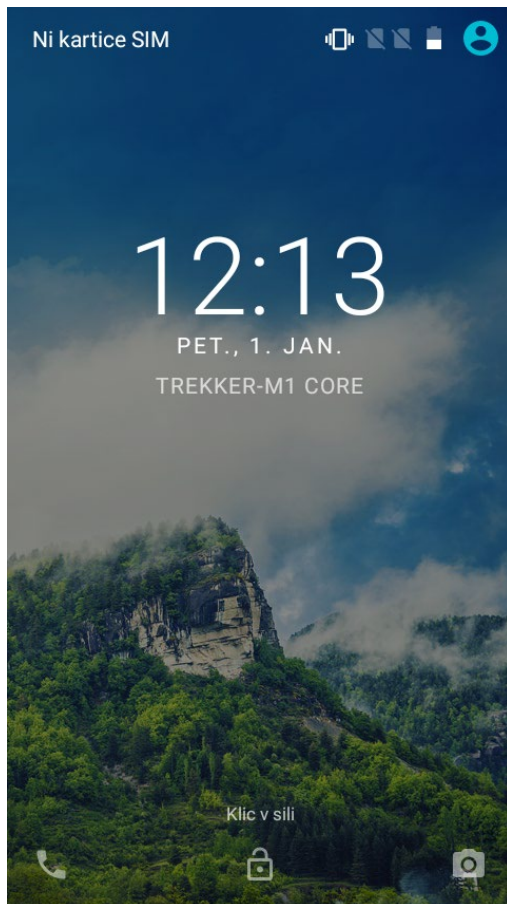 Ni kartice SIM
12:13
PET., 1. JAN.
TREKKER-M1 CORE
Klic v sili